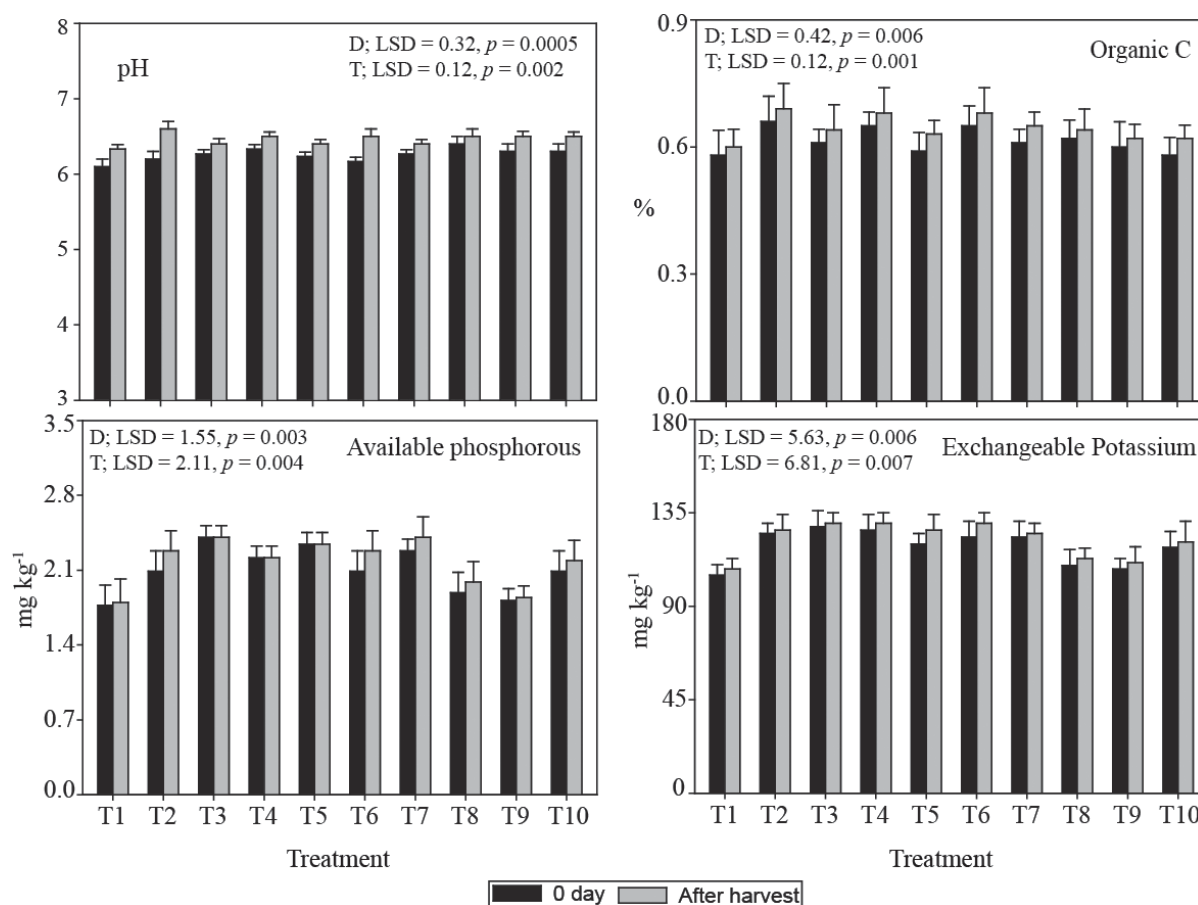 8
7
6
5
4
3
pH
D; LSD = 0.32, p = 0.0005
T; LSD = 0.12, p = 0.002
%
0.9
0.6
%
0.3
0.0
D; LSD = 0.42, p = 0.006
T; LSD = 0.12, p = 0.001
Organic C
3.5
2.8
2.1
1.4
0.7
0.0
mg kg-1
D; LSD = 1.55, p = 0.003
T; LSD = 2.11, p = 0.004
Available phosphorous
T1 T2 T3 T4 T5 T6 T7 T8 T9 T10
Treatment
180
135
90
45
0
mg kg-1
D; LSD = 5.63, p = 0.006
T; LSD = 6.81, p = 0.007
Exchangeable Potassium
T1 T2 T3 T4 T5 T6 T7 T8 T9 T10
Treatment
0 day After harvest